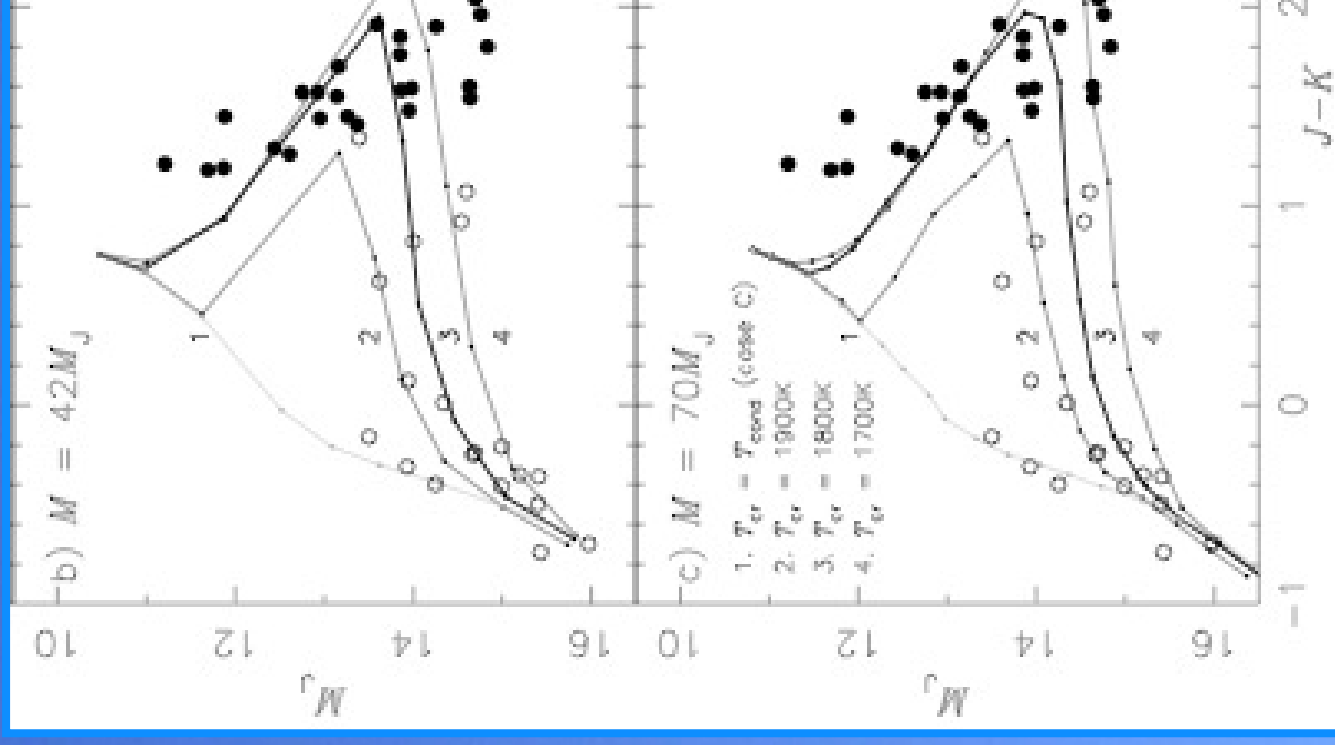 b) M = 42M_J
1
2
3
4
10
12
14
16
M_J
c) M = 70M_J
1. T_cr = T_cond (case C)
2. T_cr = 1900K
3. T_cr = 1800K
4. T_cr = 1700K
1
2
3
4
10
12
14
16
M_J
-1
0
1
2
J-K